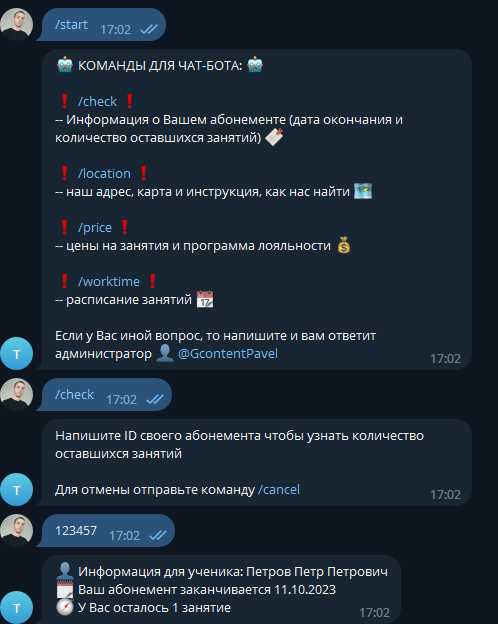 /start 17:02
🤖 КОМАНДЫ ДЛЯ ЧАТ-БОТА: 🤖
❗ /check ❗
-- Информация о Вашем абонементе (дата окончания и
количество оставшихся занятий)
❗ /location ❗
-- наш адрес, карта и инструкция, как нас найти 🗺
❗ /price ❗
-- цены на занятия и программа лояльности 💰
❗ /worktime ❗
-- расписание занятий 📆
Если у Вас иной вопрос, то напишите и вам ответит
администратор 👤 @GcontentPavel
T 17:02
/check 17:02
Напишите ID своего абонемента чтобы узнать количество
оставшихся занятий
Для отмены отправьте команду /cancel
T 17:02
123457 17:02
👤 Информация для ученика: Петров Петр Петрович
🗓 Ваш абонемент заканчивается 11.10.2023
🧭 У Вас осталось 1 занятие
T 17:02